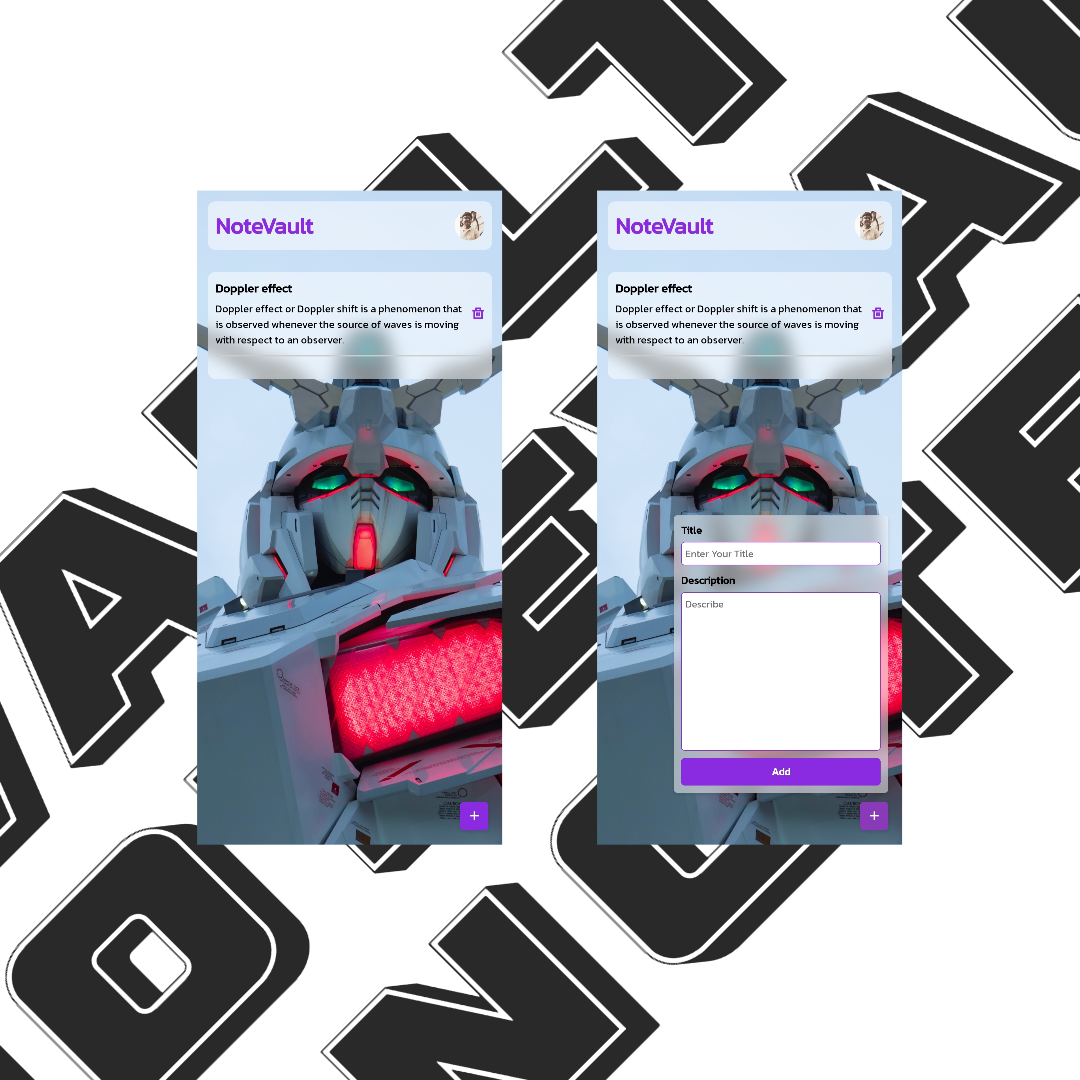 NoteVault
Doppler effect
Doppler effect or Doppler shift is a phenomenon that
is observed whenever the source of waves is moving
with respect to an observer.
+
NoteVault
Doppler effect
Doppler effect or Doppler shift is a phenomenon that
is observed whenever the source of waves is moving
with respect to an observer.
Title
Enter Your Title
Description
Describe
Add
+